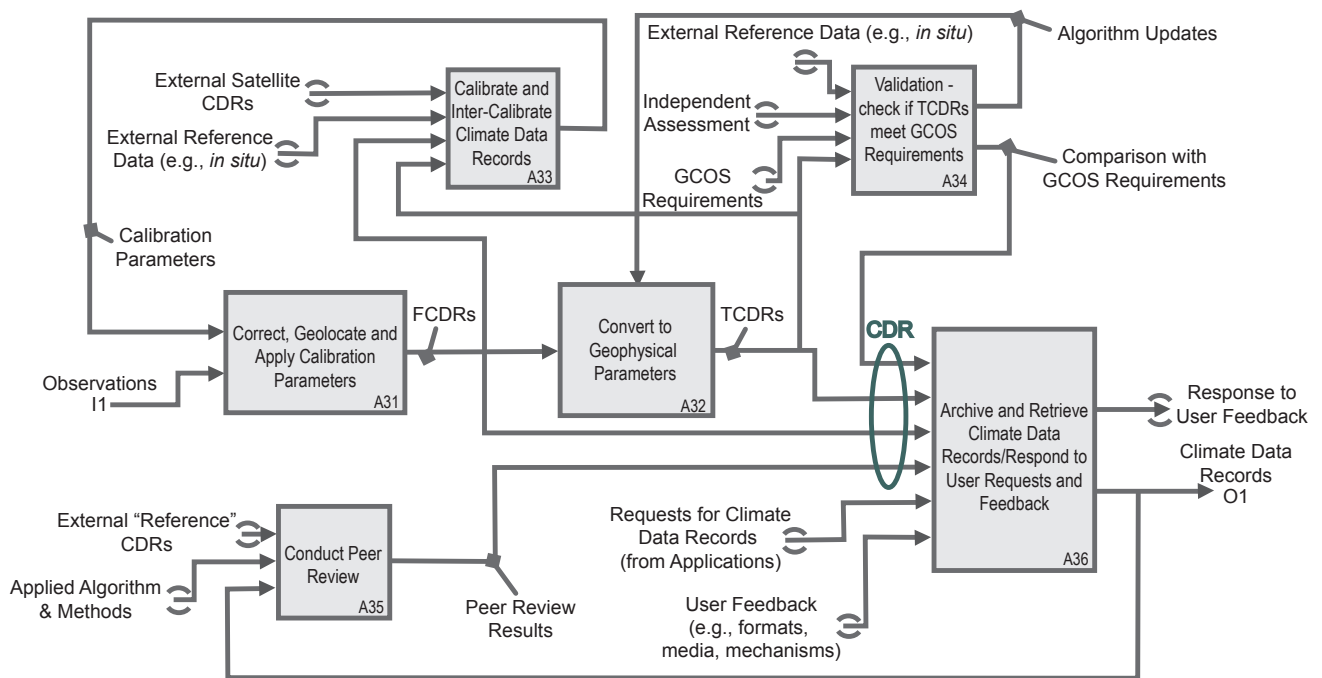 External Reference Data (e.g., in situ)
Algorithm Updates
External Satellite
CDRs
External Reference
Data (e.g., in situ)
Calibrate and
Inter-Calibrate
Climate Data
Records
A33
Independent
Assessment
GCOS
Requirements
Validation -
check if TCDRs
meet GCOS
Requirements
A34
Comparison with
GCOS Requirements
Calibration
Parameters
Observations
I1
Correct, Geolocate and
Apply Calibration
Parameters
A31
FCDRs
Convert to
Geophysical
Parameters
A32
TCDRs
CDR
Archive and Retrieve
Climate Data
Records/Respond to
User Requests and
Feedback
A36
Response to
User Feedback
Climate Data
Records
O1
External “Reference”
CDRs
Applied Algorithm
& Methods
Conduct Peer
Review
A35
Peer Review
Results
Requests for Climate
Data Records
(from Applications)
User Feedback
(e.g., formats,
media, mechanisms)